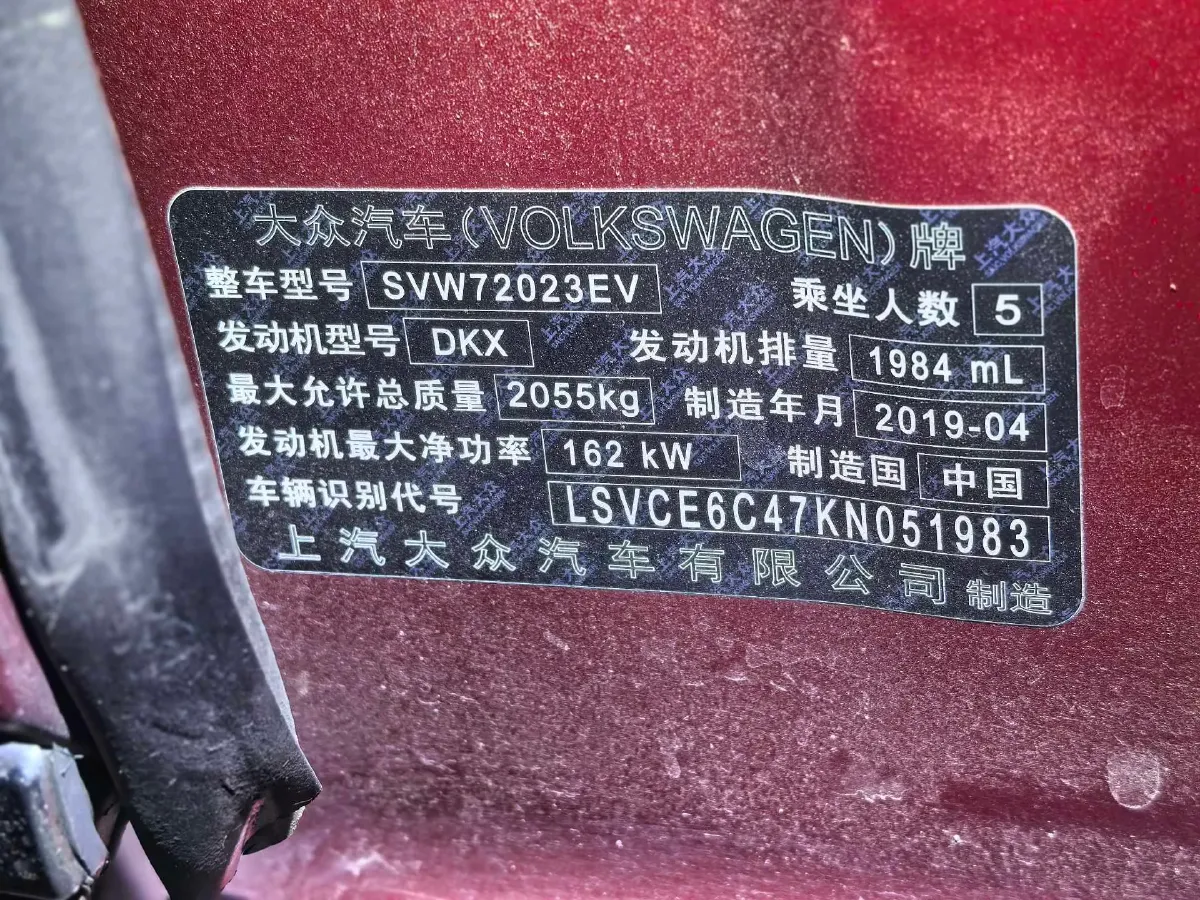 大众汽车(VOLKSWAGEN)牌
整车型号 SVW72023EV 乘坐人数 5
发动机型号 DKX 发动机排量 1984 mL
最大允许总质量 2055kg 制造年月 2019-04
发动机最大净功率 162 kW 制造国 中国
车辆识别代号 LSVCE6C47KN051983
上汽大众汽车有限公司 制造